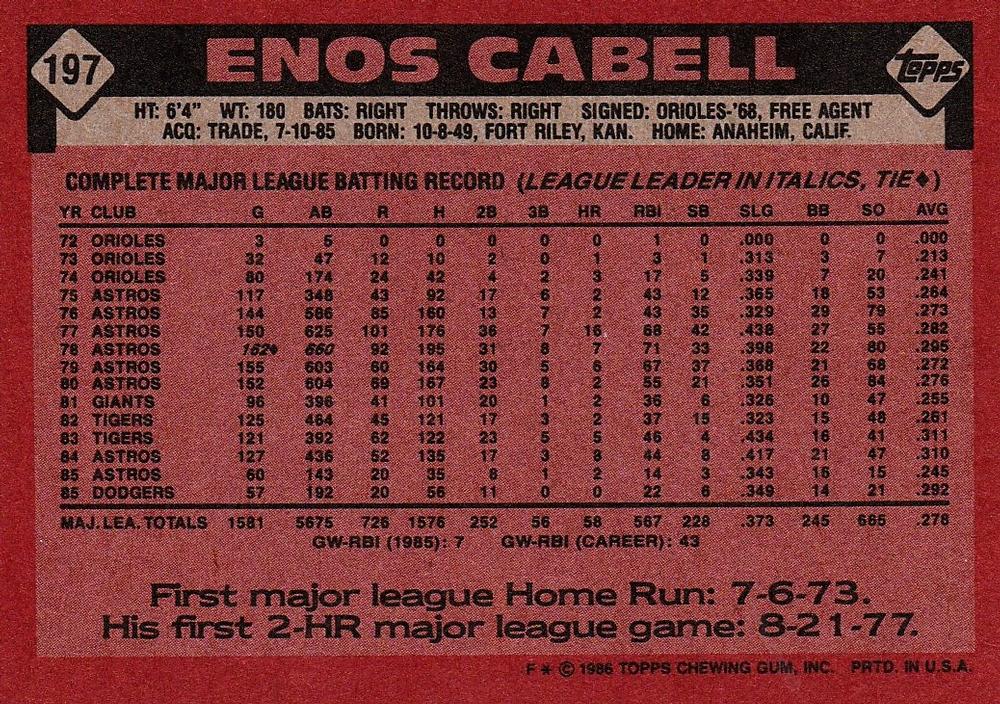 197 ENOS CABELL Topps
HT: 6'4" WT: 180 BATS: RIGHT THROWS: RIGHT SIGNED: ORIOLES-'68, FREE AGENT
ACQ: TRADE, 7-10-85 BORN: 10-8-49, FORT RILEY, KAN. HOME: ANAHEIM, CALIF.
COMPLETE MAJOR LEAGUE BATTING RECORD (LEAGUE LEADER IN ITALICS, TIE♦)
YR CLUB G AB R H 2B 3B HR RBI SB SLG BB SO AVG
72 ORIOLES 3 5 0 0 0 0 0 1 0 .000 0 0 .000
73 ORIOLES 32 47 12 10 2 0 1 3 1 .313 3 7 .213
74 ORIOLES 80 174 24 42 4 2 3 17 5 .339 7 20 .241
75 ASTROS 117 348 43 92 17 6 2 43 12 .365 18 53 .264
76 ASTROS 144 586 85 160 13 7 2 43 35 .329 29 79 .273
77 ASTROS 150 625 101 176 36 7 16 68 42 .438 27 55 .282
78 ASTROS 162♦ 660 92 195 31 8 7 71 33 .398 22 80 .295
79 ASTROS 155 603 60 164 30 5 6 67 37 .368 21 68 .272
80 ASTROS 152 604 69 167 23 8 2 55 21 .351 26 84 .276
81 GIANTS 96 396 41 101 20 1 2 36 6 .326 10 47 .255
82 TIGERS 125 464 45 121 17 3 2 37 15 .323 15 48 .261
83 TIGERS 121 392 62 122 23 5 5 46 4 .434 16 41 .311
84 ASTROS 127 436 52 135 17 3 8 44 8 .417 21 47 .310
85 ASTROS 60 143 20 35 8 1 2 14 3 .343 16 15 .245
85 DODGERS 57 192 20 56 11 0 0 22 6 .349 14 21 .292
MAJ. LEA. TOTALS 1581 5675 726 1576 252 56 58 567 228 .373 245 665 .278
GW-RBI (1985): 7 GW-RBI (CAREER): 43
First major league Home Run: 7-6-73.
His first 2-HR major league game: 8-21-77.
F * © 1986 TOPPS CHEWING GUM, INC. PRTD. IN U.S.A.